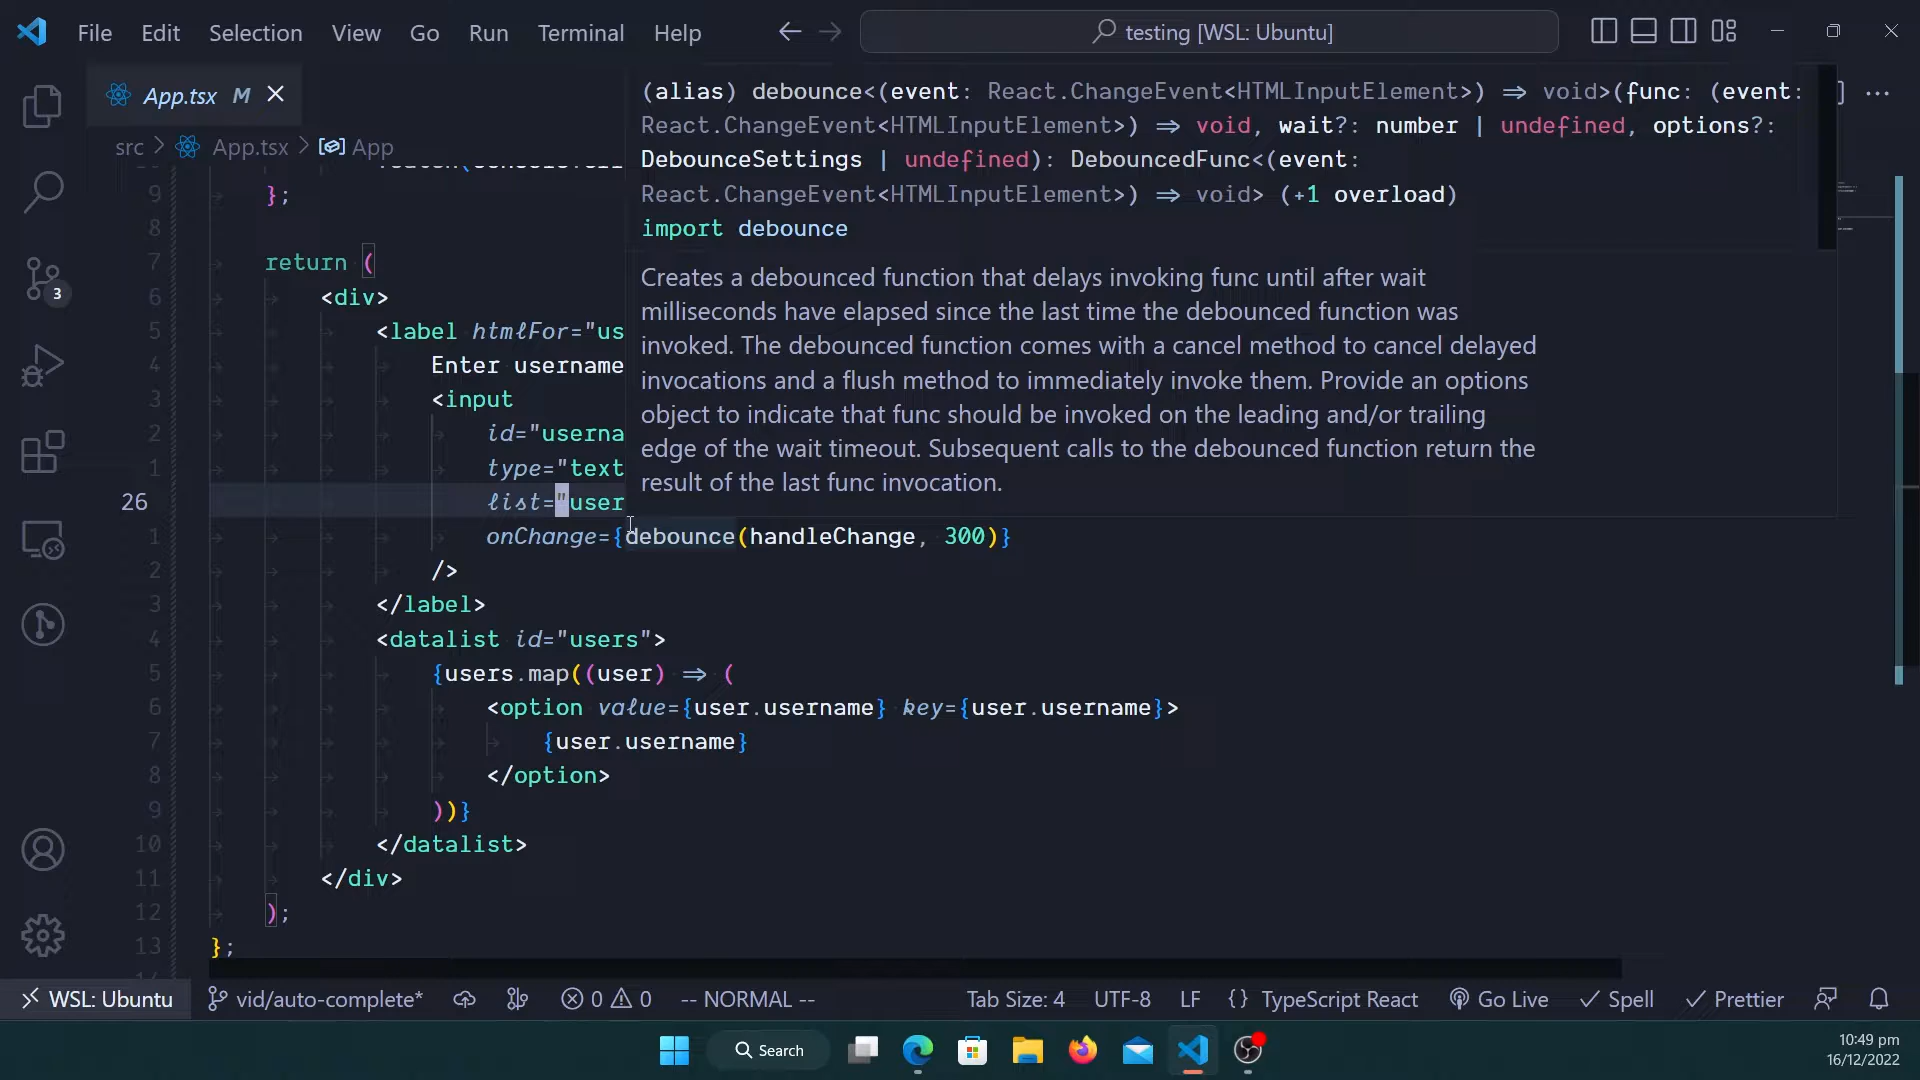 File Edit Selection View Go Run Terminal Help
testing [WSL: Ubuntu]
App.tsx M
src > App.tsx > App
(alias) debounce<(event: React.ChangeEvent<HTMLInputElement>) => void>(func: (event:
React.ChangeEvent<HTMLInputElement>) => void, wait?: number | undefined, options?:
DebounceSettings | undefined): DebouncedFunc<(event:
React.ChangeEvent<HTMLInputElement>) => void> (+1 overload)
import debounce
Creates a debounced function that delays invoking func until after wait
milliseconds have elapsed since the last time the debounced function was
invoked. The debounced function comes with a cancel method to cancel delayed
invocations and a flush method to immediately invoke them. Provide an options
object to indicate that func should be invoked on the leading and/or trailing
edge of the wait timeout. Subsequent calls to the debounced function return the
result of the last func invocation.
9 };
8
7 return (
6 <div>
5 <label htmlFor="us
4 Enter username
3 <input
2 id="userna
1 type="text
26 list="user
1 onChange={debounce(handleChange, 300)}
2 />
3 </label>
4 <datalist id="users">
5 {users.map((user) => (
6 <option value={user.username} key={user.username}>
7 {user.username}
8 </option>
9 ))}
10 </datalist>
11 </div>
12 );
13 };
3
WSL: Ubuntu vid/auto-complete* 0 0 -- NORMAL -- Tab Size: 4 UTF-8 LF {} TypeScript React Go Live Spell Prettier
Search
10:49 pm
16/12/2022